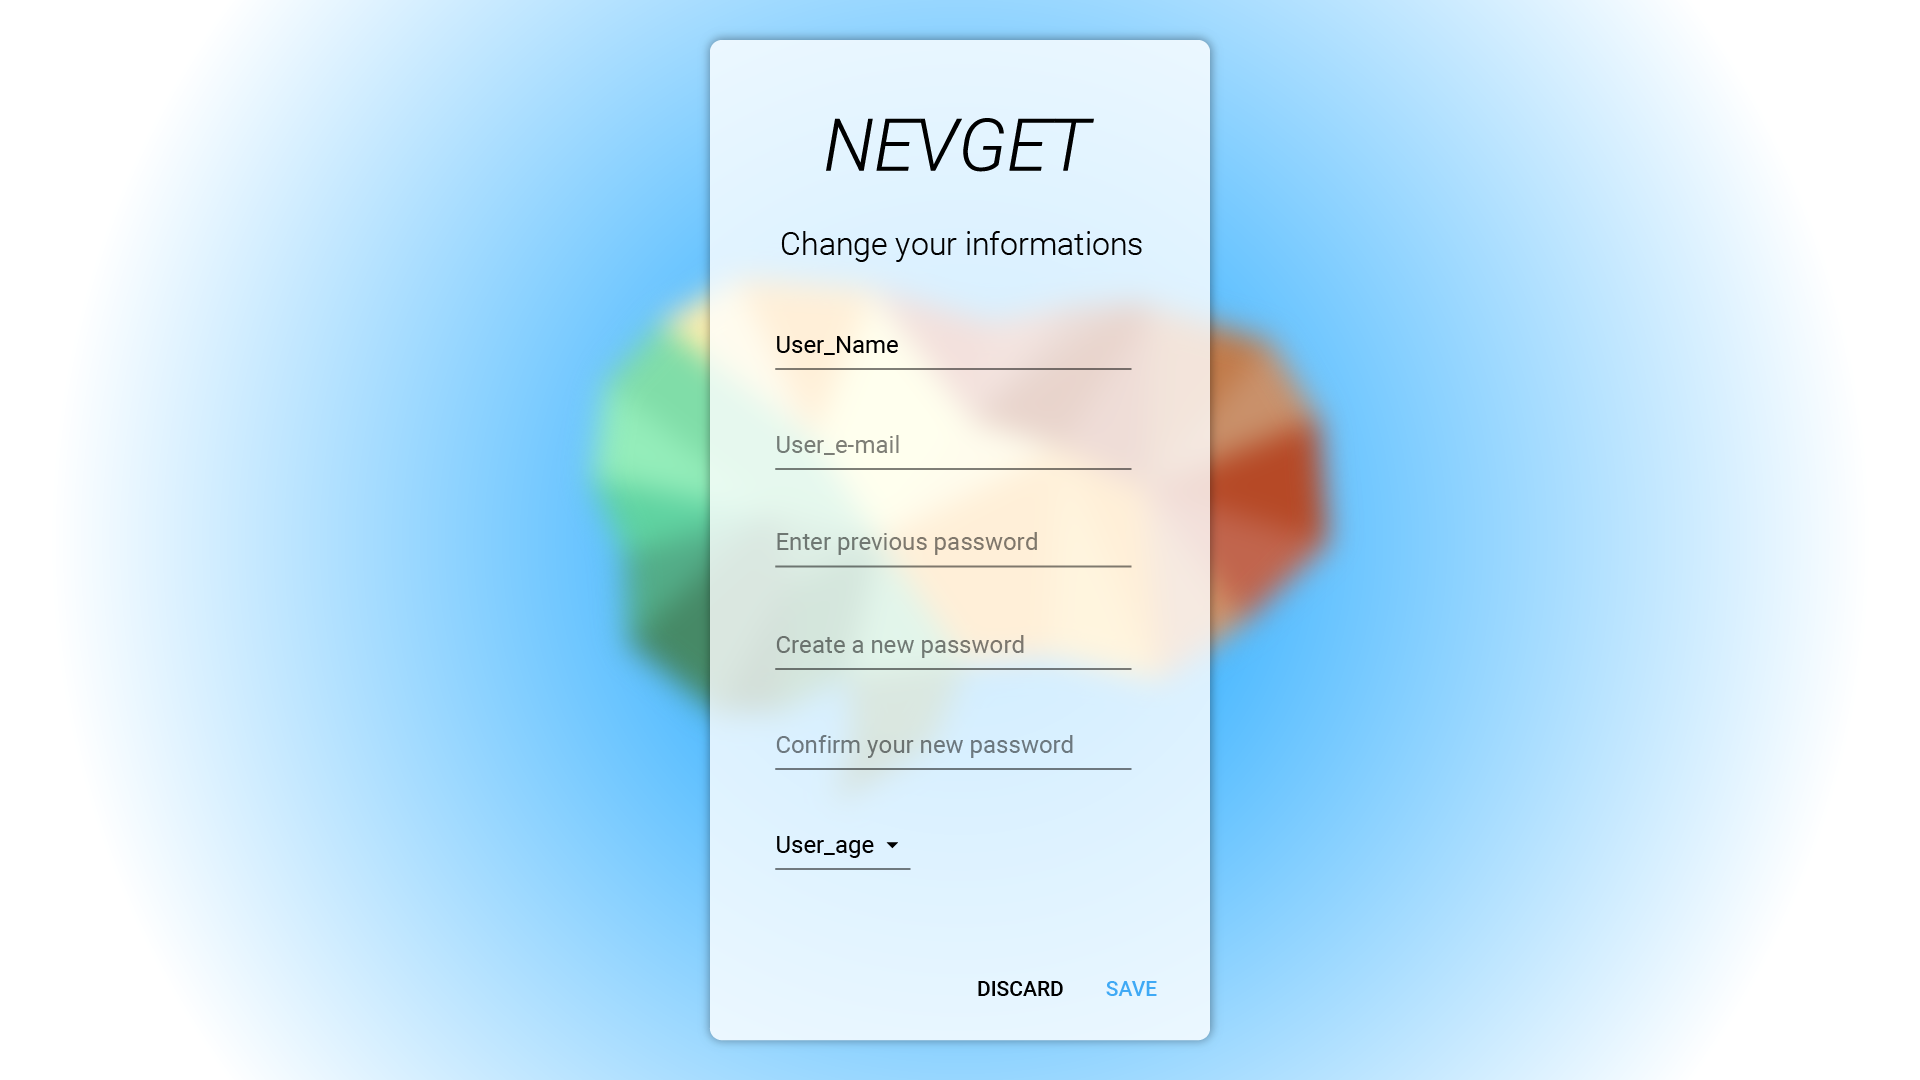 NEVGET
Change your informations
User_Name
User_e-mail
Enter previous password
Create a new password
Confirm your new password
User_age
DISCARD SAVE